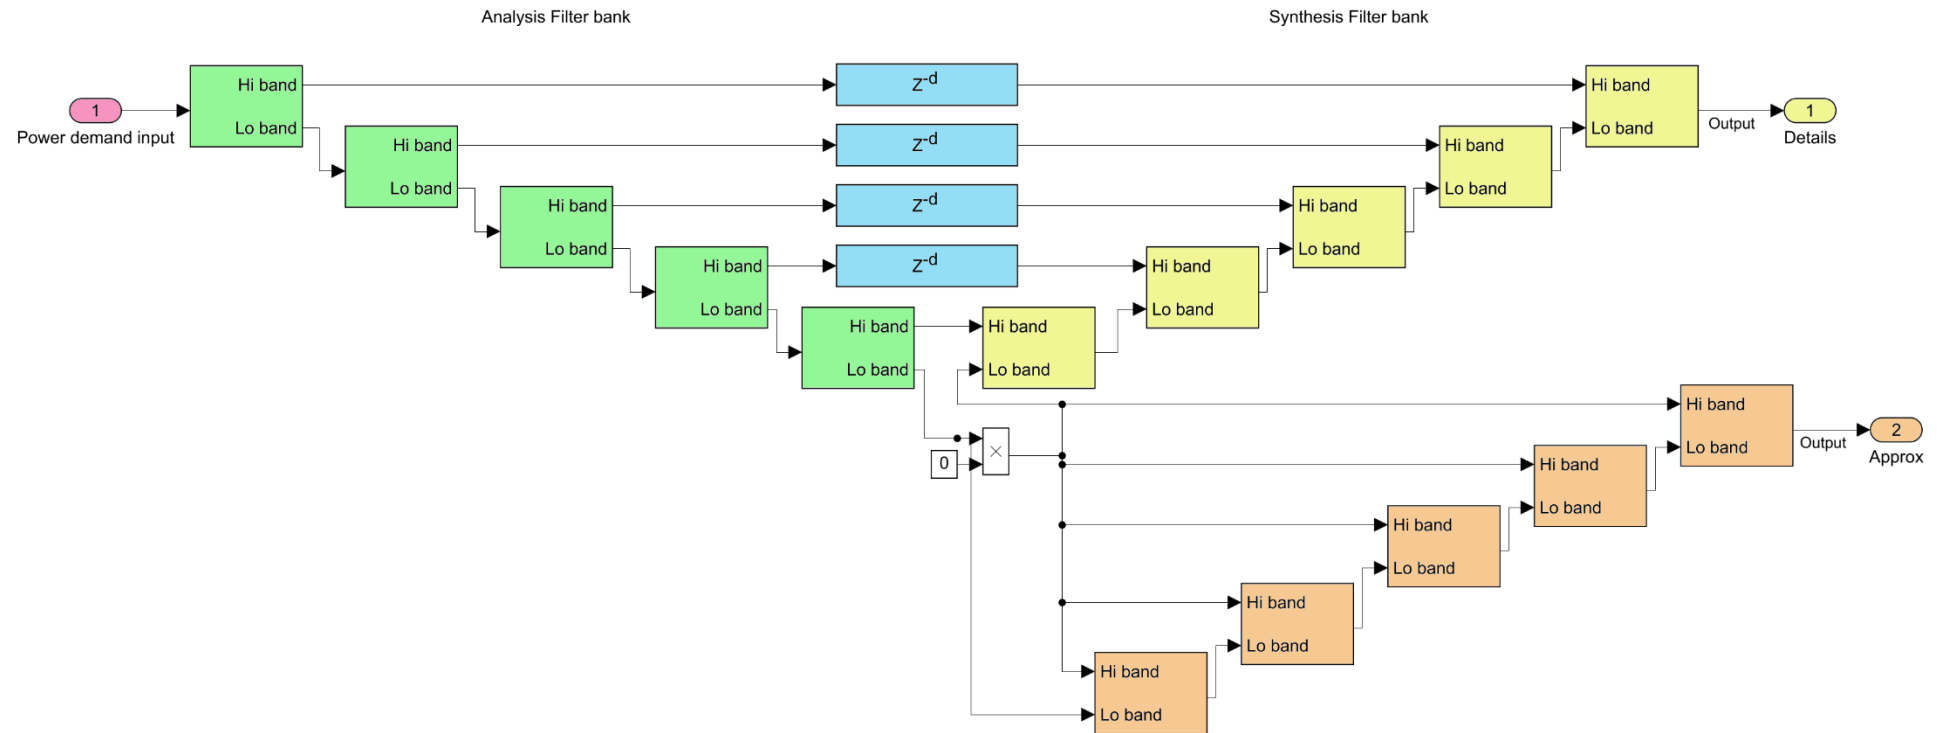 Analysis Filter bank
Synthesis Filter bank
Hi band
Z-d
Hi band
1
1
Lo band
Lo band
Output
Power demand input
Details
Hi band
Z-d
Hi band
Lo band
Lo band
Hi band
Z-d
Hi band
Lo band
Lo band
Hi band
Z-d
Hi band
Lo band
Lo band
Hi band
Hi band
Lo band
Lo band
Hi band
2
Lo band
Output
Approx
×
0
Hi band
Lo band
Hi band
Lo band
Hi band
Lo band
Hi band
Lo band